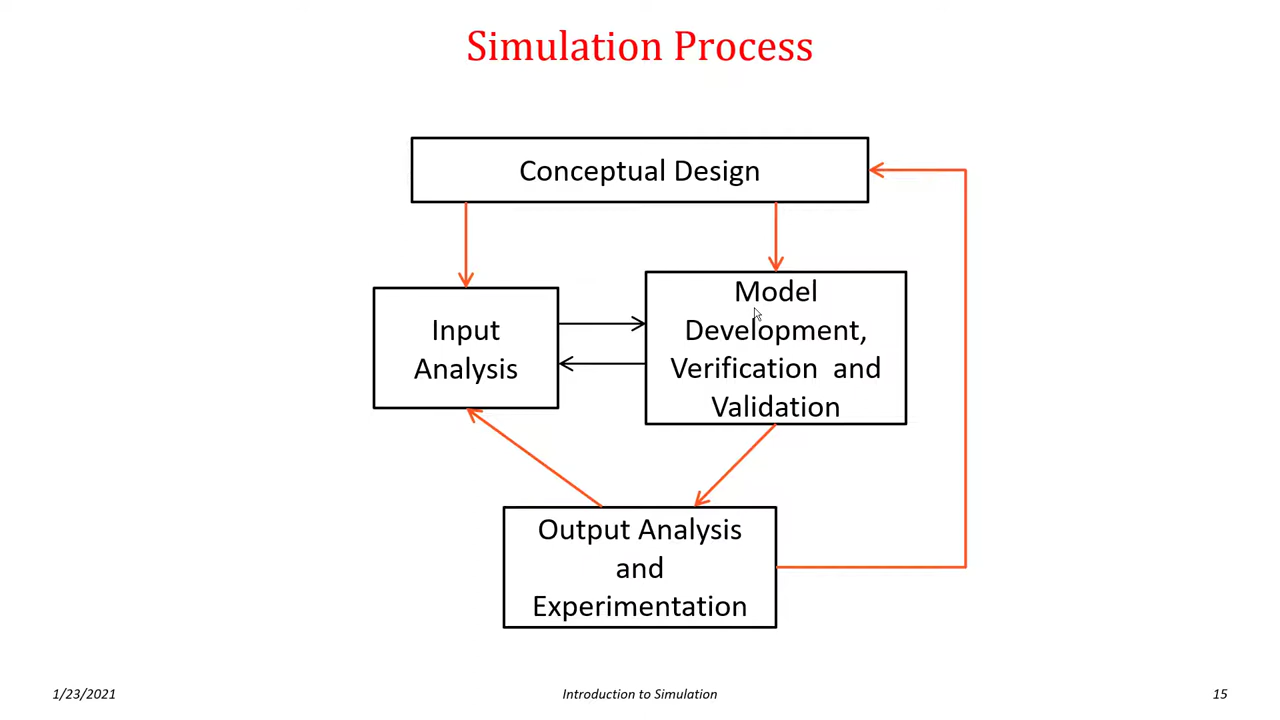 Simulation Process
Conceptual Design
Input
Analysis
Model
Development,
Verification and
Validation
Output Analysis
and
Experimentation
1/23/2021
Introduction to Simulation
15